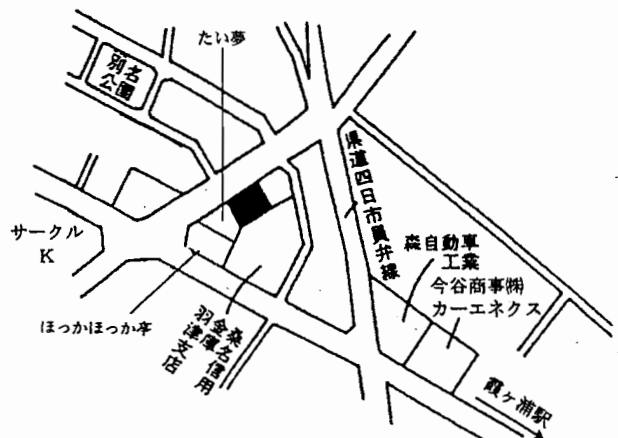 たい夢
別名
公園
県道四日市員弁線
サークル
K
森自動車
工業
今谷商事㈱
カーエネクス
ほっかほっか亭
桑名信用
金庫
羽津支店
霞ヶ浦駅